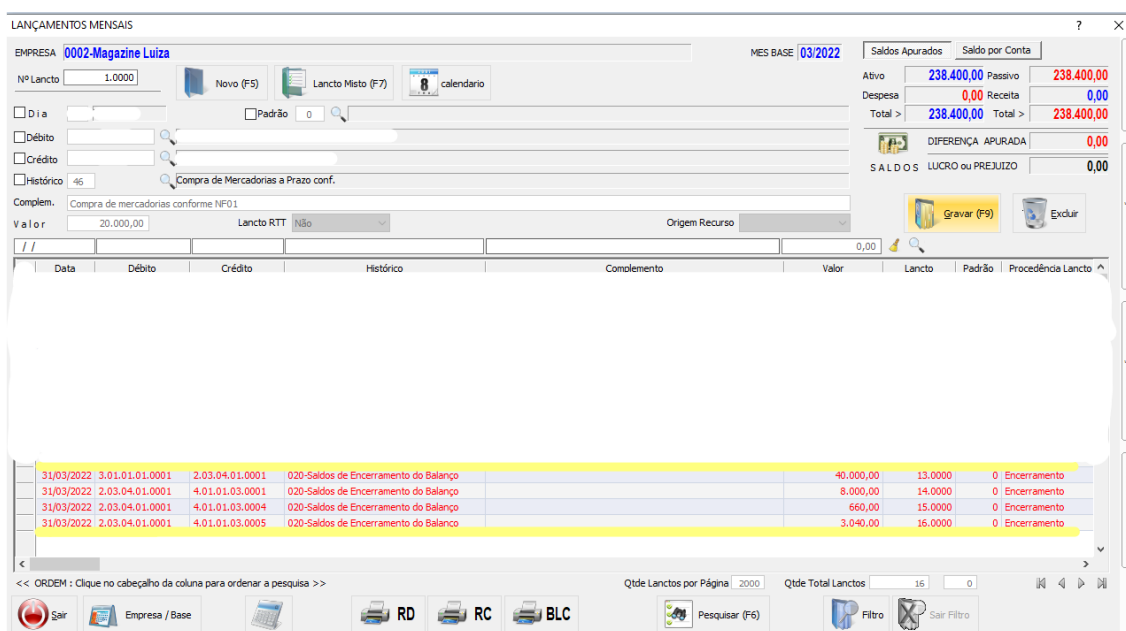 LANÇAMENTOS MENSAIS ?
EMPRESA 0002-Magazine Luiza MES BASE 03/2022 Saldos Apurados Saldo por Conta
Nº Lancto 1.0000 Novo (F5) Lancto Misto (F7) 8 calendario
Ativo 238.400,00 Passivo 238.400,00
Despesa 0,00 Receita 0,00
Dia Padrão 0 Total > 238.400,00 Total > 238.400,00
Débito DIFERENÇA APURADA 0,00
Crédito SALDOS LUCRO ou PREJUIZO 0,00
Histórico 46 Compra de Mercadorias a Prazo conf.
Complem. Compra de mercadorias conforme NF01
Gravar (F9) Excluir
Valor 20.000,00 Lancto RTT Não Origem Recurso
/ / 0,00
Data Débito Crédito Histórico Complemento Valor Lancto Padrão Procedência Lancto
31/03/2022 3.01.01.01.0001 2.03.04.01.0001 020-Saldos de Encerramento do Balanço 40.000,00 13.0000 0 Encerramento
31/03/2022 2.03.04.01.0001 4.01.01.03.0001 020-Saldos de Encerramento do Balanço 8.000,00 14.0000 0 Encerramento
31/03/2022 2.03.04.01.0001 4.01.01.03.0004 020-Saldos de Encerramento do Balanço 660,00 15.0000 0 Encerramento
31/03/2022 2.03.04.01.0001 4.01.01.03.0005 020-Saldos de Encerramento do Balanço 3.040,00 16.0000 0 Encerramento
<< ORDEM : Clique no cabeçalho da coluna para ordenar a pesquisa >> Qtde Lanctos por Página 2000 Qtde Total Lanctos 16 0
Sair Empresa / Base RD RC BLC Pesquisar (F6) Filtro Sair Filtro